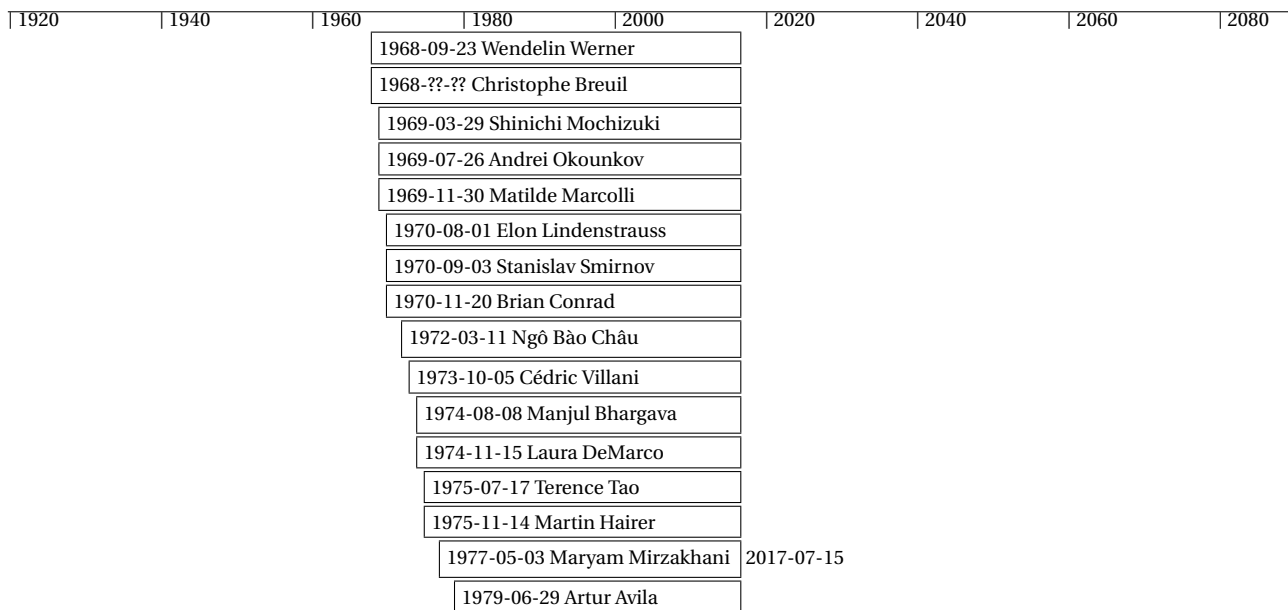 | 1920 | 1940 | 1960 | 1980 | 2000 | 2020 | 2040 | 2060 | 2080
1968-09-23 Wendelin Werner
1968-??-?? Christophe Breuil
1969-03-29 Shinichi Mochizuki
1969-07-26 Andrei Okounkov
1969-11-30 Matilde Marcolli
1970-08-01 Elon Lindenstrauss
1970-09-03 Stanislav Smirnov
1970-11-20 Brian Conrad
1972-03-11 Ngô Bào Châu
1973-10-05 Cédric Villani
1974-08-08 Manjul Bhargava
1974-11-15 Laura DeMarco
1975-07-17 Terence Tao
1975-11-14 Martin Hairer
1977-05-03 Maryam Mirzakhani 2017-07-15
1979-06-29 Artur Avila